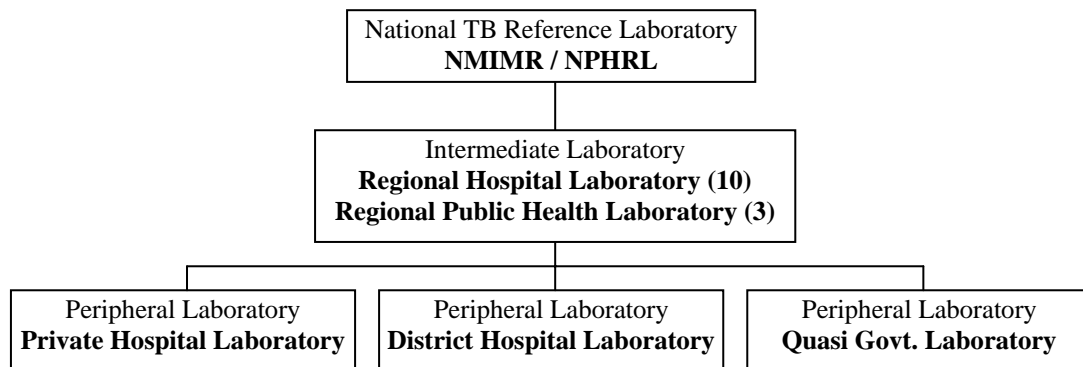 National TB Reference Laboratory
NMIMR / NPHRL
Intermediate Laboratory
Regional Hospital Laboratory (10)
Regional Public Health Laboratory (3)
Peripheral Laboratory
Private Hospital Laboratory
Peripheral Laboratory
District Hospital Laboratory
Peripheral Laboratory
Quasi Govt. Laboratory